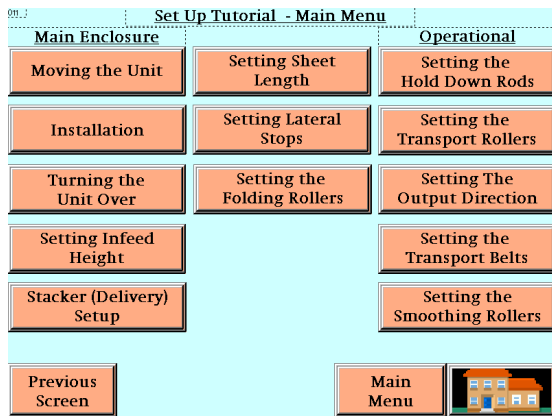 011
Set Up Tutorial - Main Menu
Main Enclosure
Operational
Moving the Unit
Setting Sheet
Length
Setting the
Hold Down Rods
Installation
Setting Lateral
Stops
Setting the
Transport Rollers
Turning the
Unit Over
Setting the
Folding Rollers
Setting The
Output Direction
Setting Infeed
Height
Setting the
Transport Belts
Stacker (Delivery)
Setup
Setting the
Smoothing Rollers
Previous
Screen
Main
Menu